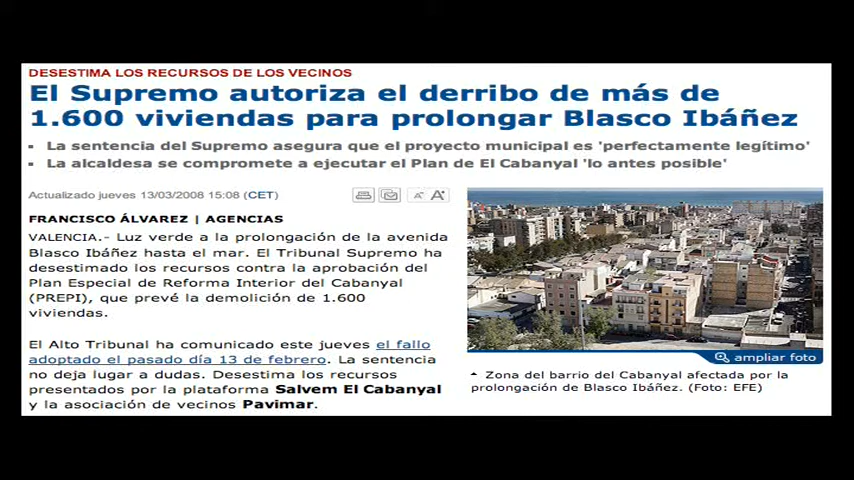 DESESTIMA LOS RECURSOS DE LOS VECINOS
El Supremo autoriza el derribo de más de
1.600 viviendas para prolongar Blasco Ibáñez
La sentencia del Supremo asegura que el proyecto municipal es 'perfectamente legítimo'
La alcaldesa se compromete a ejecutar el Plan de El Cabanyal 'lo antes posible'
Actualizado jueves 13/03/2008 15:08 (CET)
A A
FRANCISCO ÁLVAREZ | AGENCIAS
VALENCIA.- Luz verde a la prolongación de la avenida
Blasco Ibáñez hasta el mar. El Tribunal Supremo ha
desestimado los recursos contra la aprobación del
Plan Especial de Reforma Interior del Cabanyal
(PREPI), que prevé la demolición de 1.600
viviendas.
El Alto Tribunal ha comunicado este jueves el fallo
adoptado el pasado día 13 de febrero. La sentencia
no deja lugar a dudas. Desestima los recursos
presentados por la plataforma Salvem El Cabanyal
y la asociación de vecinos Pavimar.
ampliar foto
Zona del barrio del Cabanyal afectada por la
prolongación de Blasco Ibáñez. (Foto: EFE)